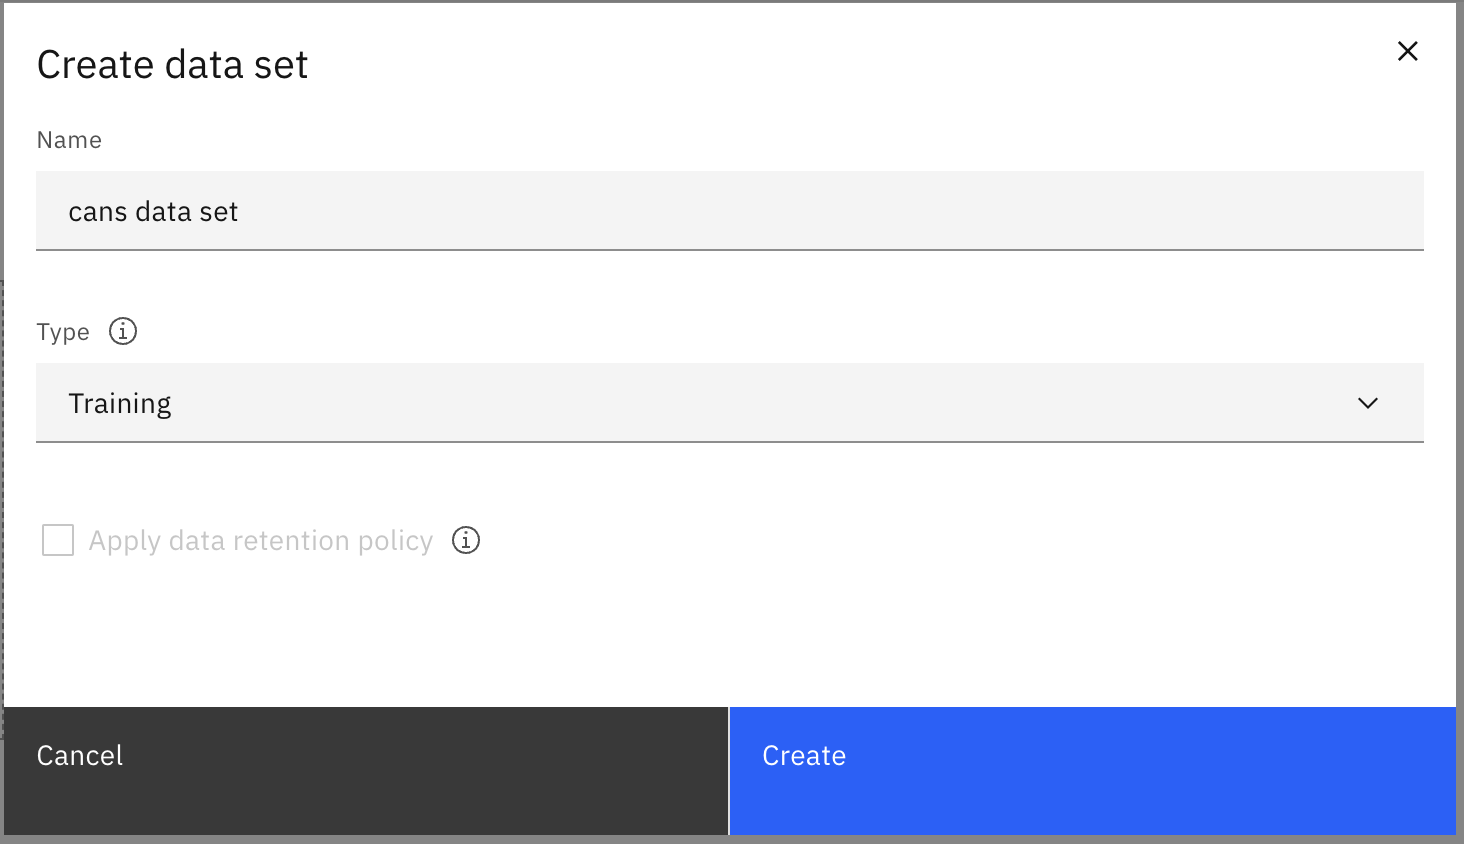 Create data set
Name
cans data set
Type
Training
Apply data retention policy
Cancel
Create